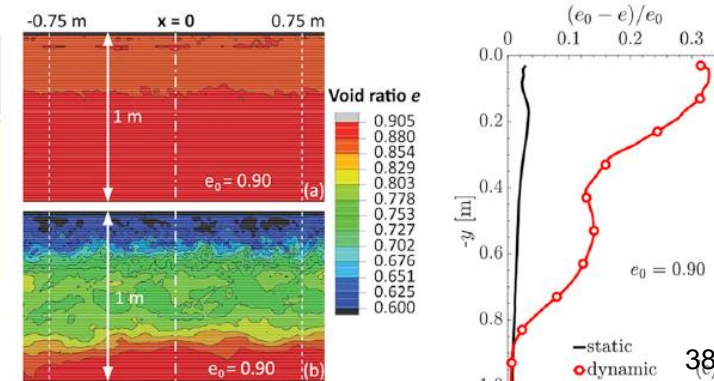 -0.75 m x = 0 0.75 m
1 m
e₀ = 0.90 (a)
1 m
e₀ = 0.90 (b)
Void ratio e
0.905
0.880
0.854
0.829
0.803
0.778
0.753
0.727
0.702
0.676
0.651
0.625
0.600
(e₀ − e)/e₀
0 0.1 0.2 0.3
0.0
0.2
0.4
0.6
0.8
-y [m]
e₀ = 0.90
static
dynamic
38